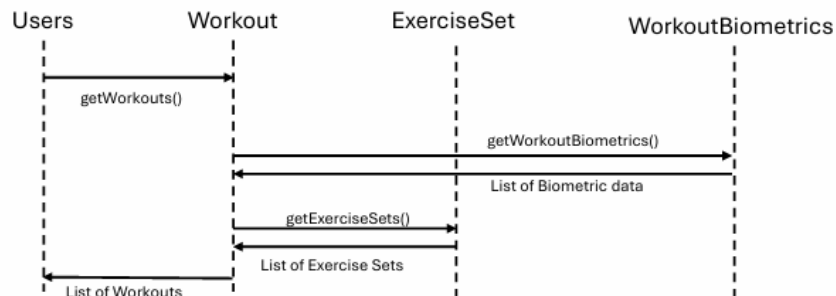 Users
Workout
ExerciseSet
WorkoutBiometrics
getWorkouts()
getWorkoutBiometrics()
List of Biometric data
getExerciseSets()
List of Exercise Sets
List of Workouts